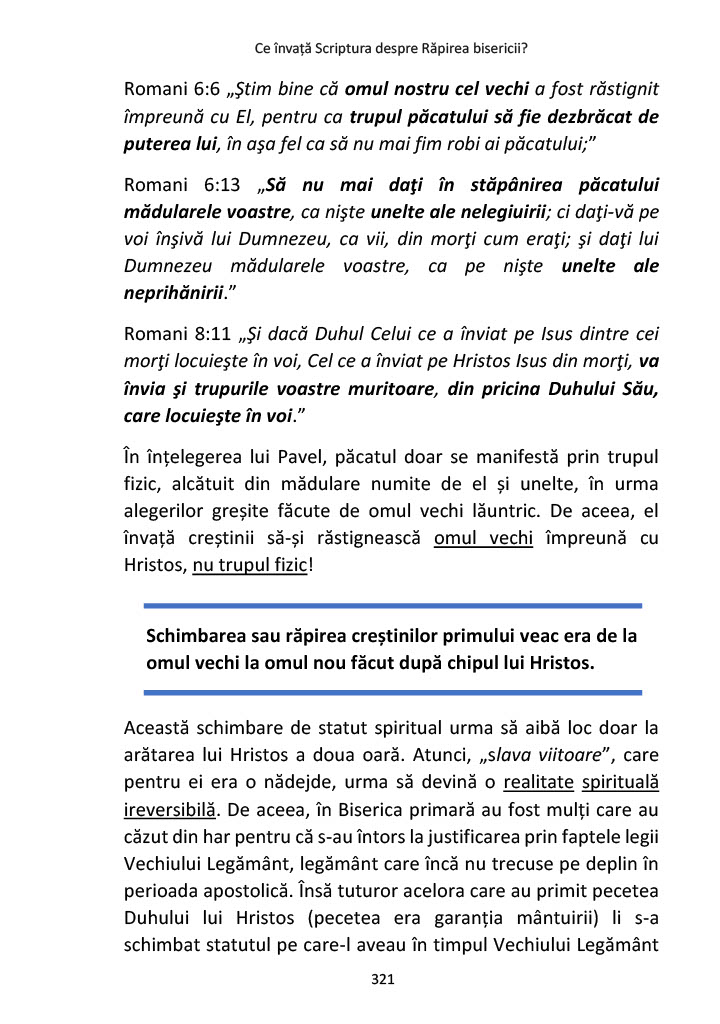 Ce învață Scriptura despre Răpirea bisericii?
Romani 6:6 „Ştim bine că omul nostru cel vechi a fost răstignit
împreună cu El, pentru ca trupul păcatului să fie dezbrăcat de
puterea lui, în aşa fel ca să nu mai fim robi ai păcatului;”
Romani 6:13 „Să nu mai daţi în stăpânirea păcatului
mădularele voastre, ca nişte unelte ale nelegiuirii; ci daţi-vă pe
voi înşivă lui Dumnezeu, ca vii, din morţi cum eraţi; şi daţi lui
Dumnezeu mădularele voastre, ca pe nişte unelte ale
neprihănirii.”
Romani 8:11 „Şi dacă Duhul Celui ce a înviat pe Isus dintre cei
morţi locuieşte în voi, Cel ce a înviat pe Hristos Isus din morţi, va
învia şi trupurile voastre muritoare, din pricina Duhului Său,
care locuieşte în voi.”
În înțelegerea lui Pavel, păcatul doar se manifestă prin trupul
fizic, alcătuit din mădulare numite de el și unelte, în urma
alegerilor greșite făcute de omul vechi lăuntric. De aceea, el
învață creștinii să-și răstignească omul vechi împreună cu
Hristos, nu trupul fizic!
Schimbarea sau răpirea creștinilor primului veac era de la
omul vechi la omul nou făcut după chipul lui Hristos.
Această schimbare de statut spiritual urma să aibă loc doar la
arătarea lui Hristos a doua oară. Atunci, „slava viitoare”, care
pentru ei era o nădejde, urma să devină o realitate spirituală
ireversibilă. De aceea, în Biserica primară au fost mulți care au
căzut din har pentru că s-au întors la justificarea prin faptele legii
Vechiului Legământ, legământ care încă nu trecuse pe deplin în
perioada apostolică. Însă tuturor acelora care au primit pecetea
Duhului lui Hristos (pecetea era garanția mântuirii) li s-a
schimbat statutul pe care-l aveau în timpul Vechiului Legământ
321